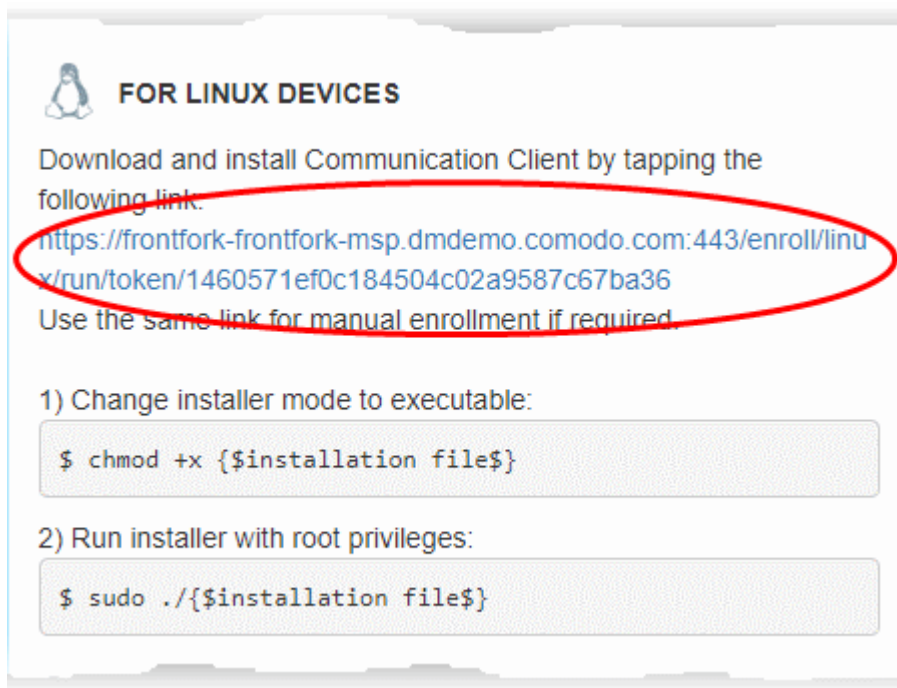 FOR LINUX DEVICES
Download and install Communication Client by tapping the
following link:
https://frontfork-frontfork-msp.dmdemo.comodo.com:443/enroll/linu
x/run/token/1460571ef0c184504c02a9587c67ba36
Use the same link for manual enrollment if required.
1) Change installer mode to executable:
$ chmod +x {$installation file$}
2) Run installer with root privileges:
$ sudo ./{$installation file$}